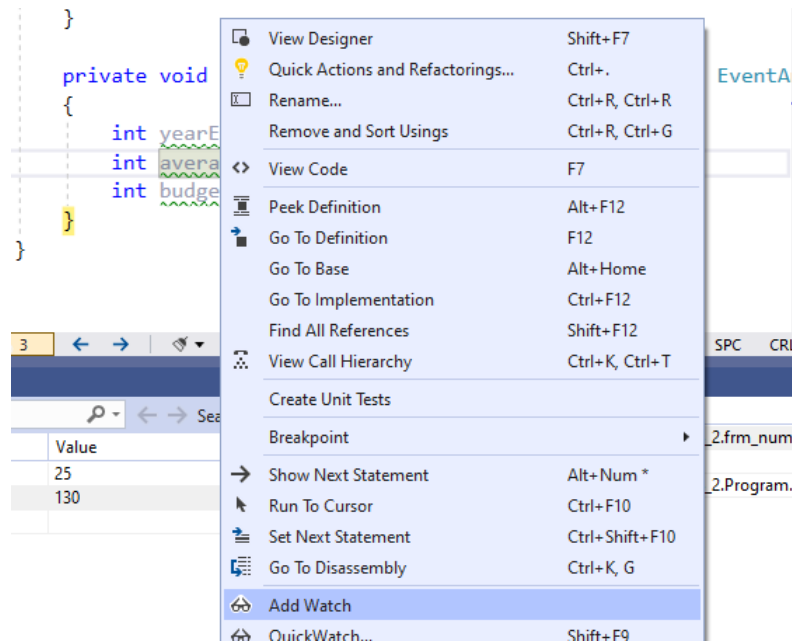 }
View Designer Shift+F7
private void
Quick Actions and Refactorings... Ctrl+.
EventA
{
Rename... Ctrl+R, Ctrl+R
int yearE
Remove and Sort Usings Ctrl+R, Ctrl+G
int avera
View Code F7
int budge
Peek Definition Alt+F12
}
Go To Definition F12
}
Go To Base Alt+Home
Go To Implementation Ctrl+F12
Find All References Shift+F12
3
SPC CRL
View Call Hierarchy Ctrl+K, Ctrl+T
Create Unit Tests
Sea
Breakpoint
_2.frm_num
Value
25
Show Next Statement Alt+Num *
_2.Program.
130
Run To Cursor Ctrl+F10
Set Next Statement Ctrl+Shift+F10
Go To Disassembly Ctrl+K, G
Add Watch
QuickWatch... Shift+F9